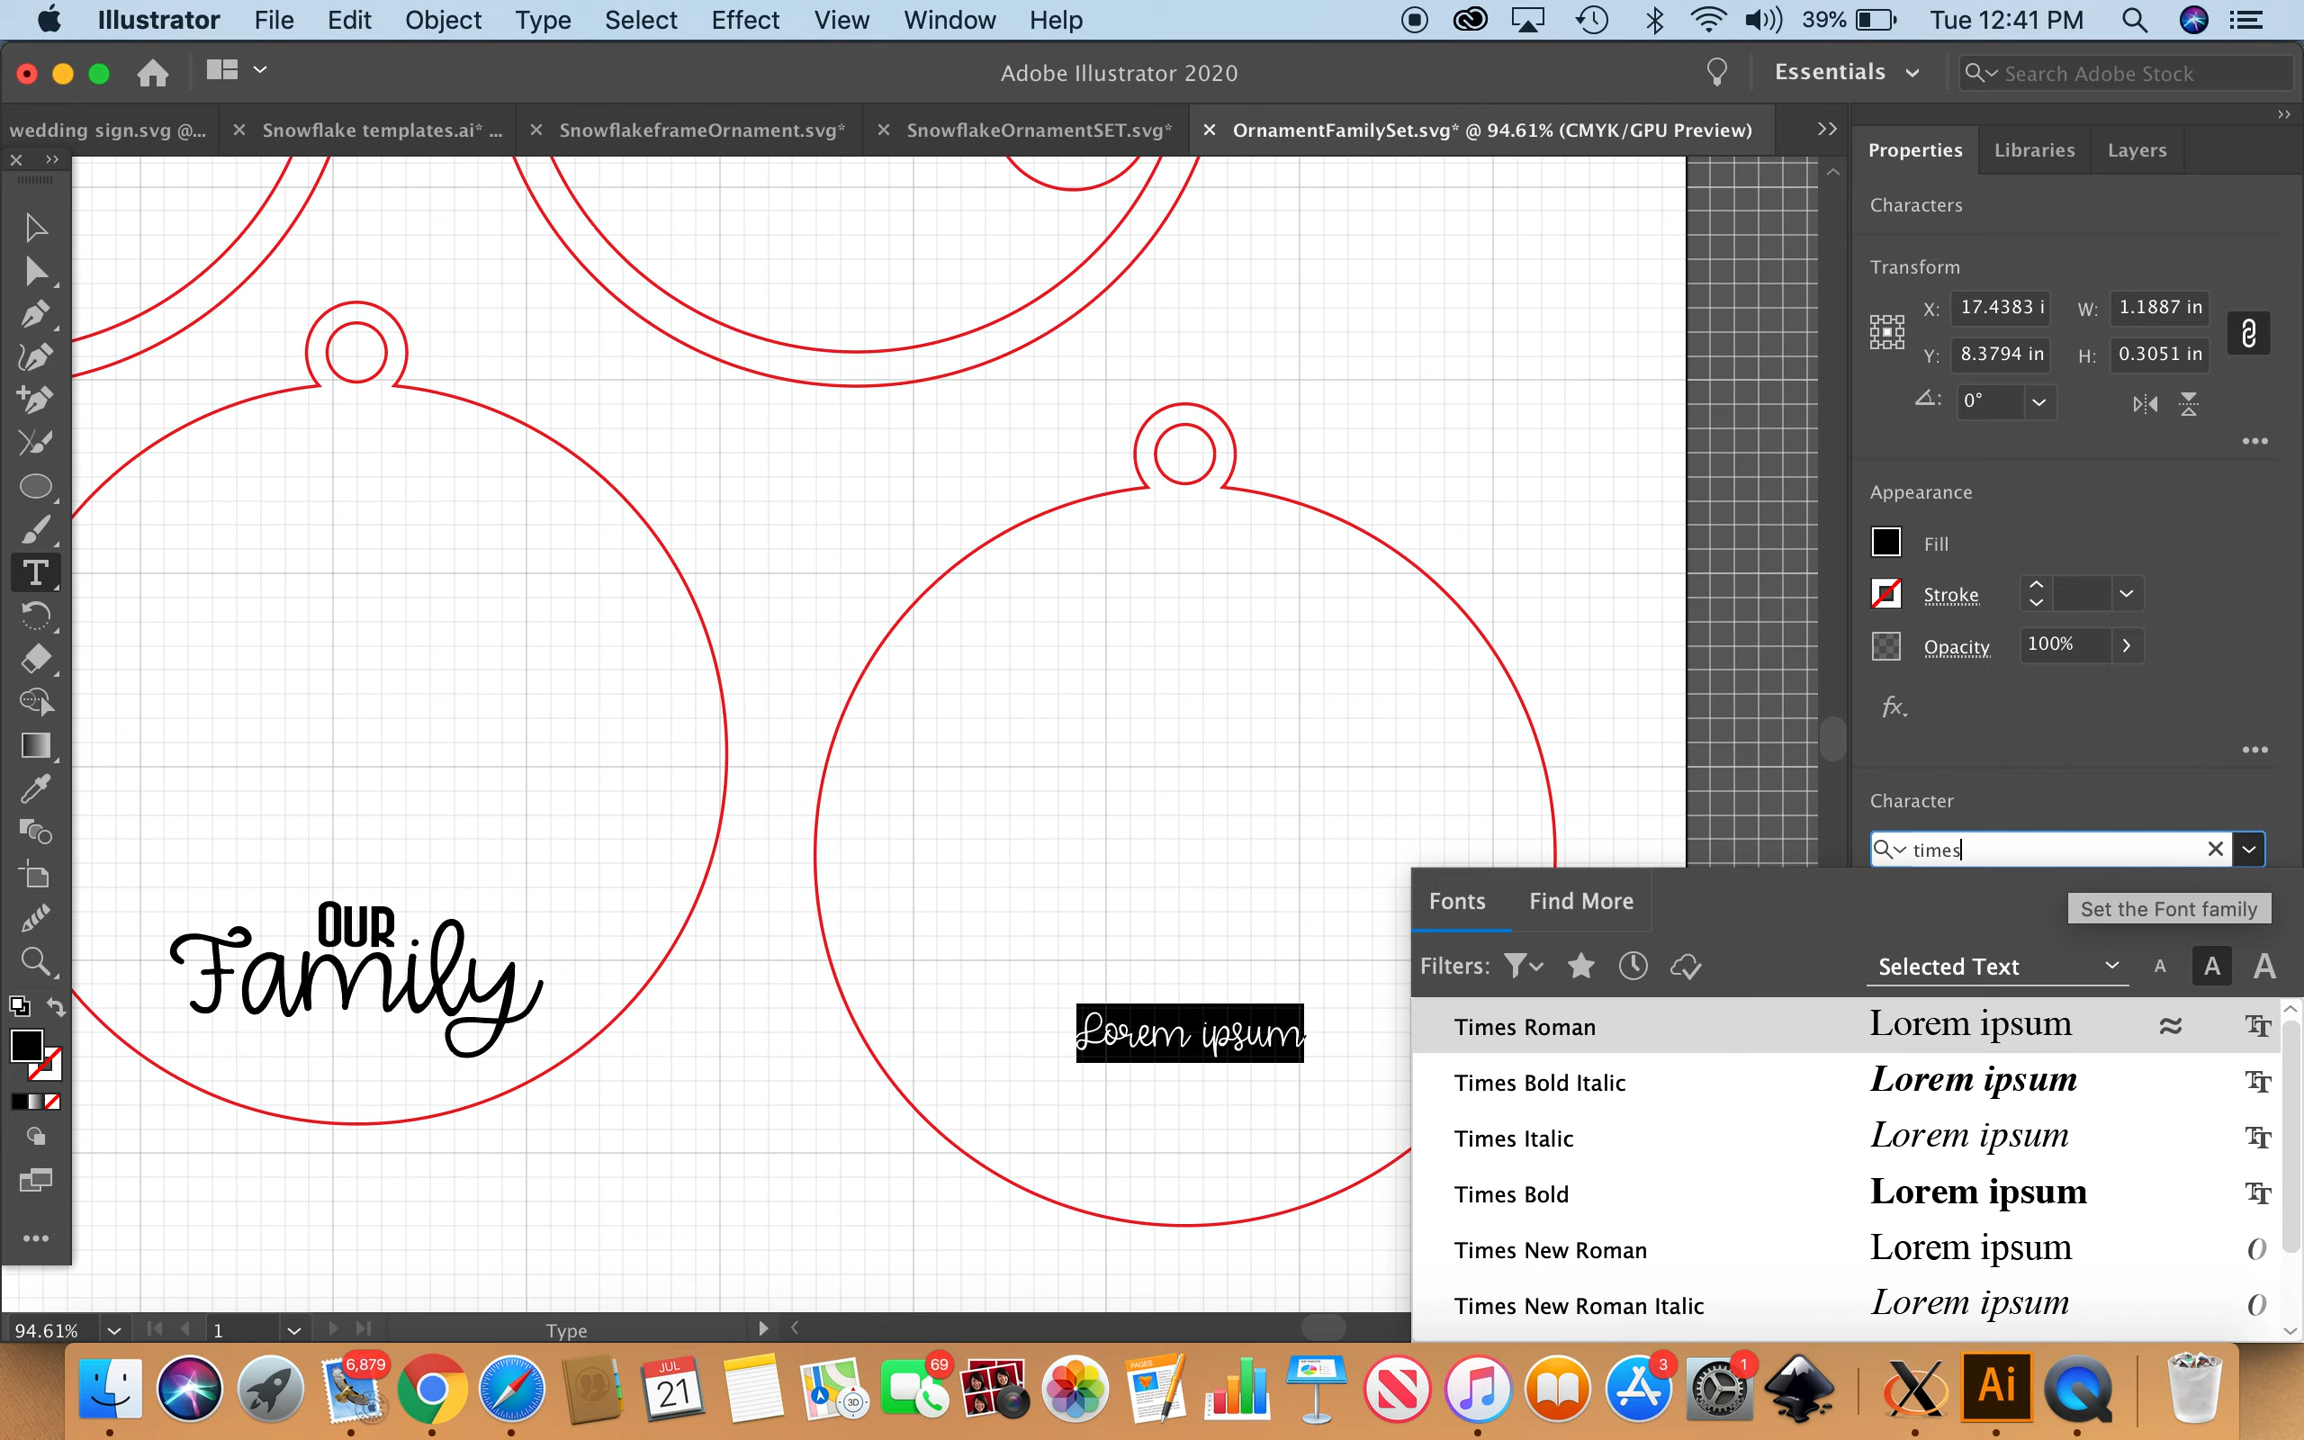 Illustrator File Edit Object Type Select Effect View Window Help 39% Tue 12:41 PM
Adobe Illustrator 2020 Essentials Search Adobe Stock
wedding sign.svg @... × Snowflake templates.ai* ... × SnowflakeframeOrnament.svg* × SnowflakeOrnamentSET.svg* × OrnamentFamilySet.svg* @ 94.61% (CMYK/GPU Preview)
Properties Libraries Layers
Characters
Transform
X: 17.4383 i W: 1.1887 in
Y: 8.3794 in H: 0.3051 in
0°
Appearance
Fill
Stroke
Opacity 100%
fx
Character
times
Set the Font family
Fonts Find More
Filters: Selected Text A A A
Times Roman Lorem ipsum
Times Bold Italic Lorem ipsum
Times Italic Lorem ipsum
Times Bold Lorem ipsum
Times New Roman Lorem ipsum
Times New Roman Italic Lorem ipsum
OUR
Family
Lorem ipsum
94.61% 1 Type
6,879 JUL 21 69 3D PAGES 3 1 Ai